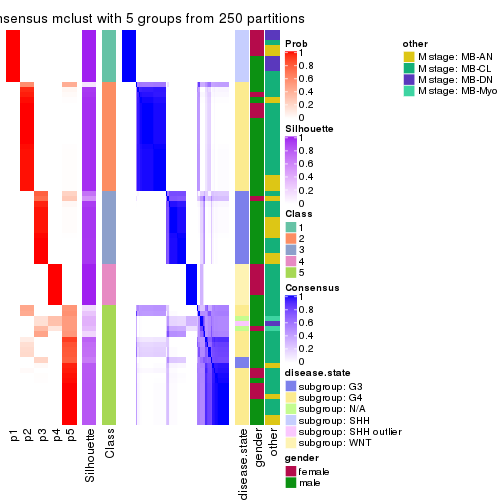 nsensus mclust with 5 groups from 250 partitions
Prob
1
0.8
0.6
0.4
0.2
0
Silhouette
1
0.8
0.6
0.4
0.2
0
Class
1
2
3
4
5
Consensus
1
0.8
0.6
0.4
0.2
0
disease.state
subgroup: G3
subgroup: G4
subgroup: N/A
subgroup: SHH
subgroup: SHH outlier
subgroup: WNT
gender
female
male
other
M stage: MB-AN
M stage: MB-CL
M stage: MB-DN
M stage: MB-Myo
p1
p2
p3
p4
p5
Silhouette
Class
disease.state
gender
other